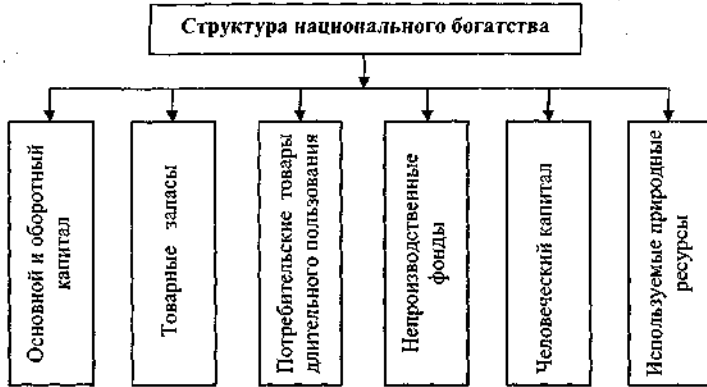 Структура национального богатства
Основной и оборотный
капитал
Товарные запасы
Потребительские товары
длительного пользования
Непроизводственные
фонды
Человеческий капитал
Используемые природные
ресурсы